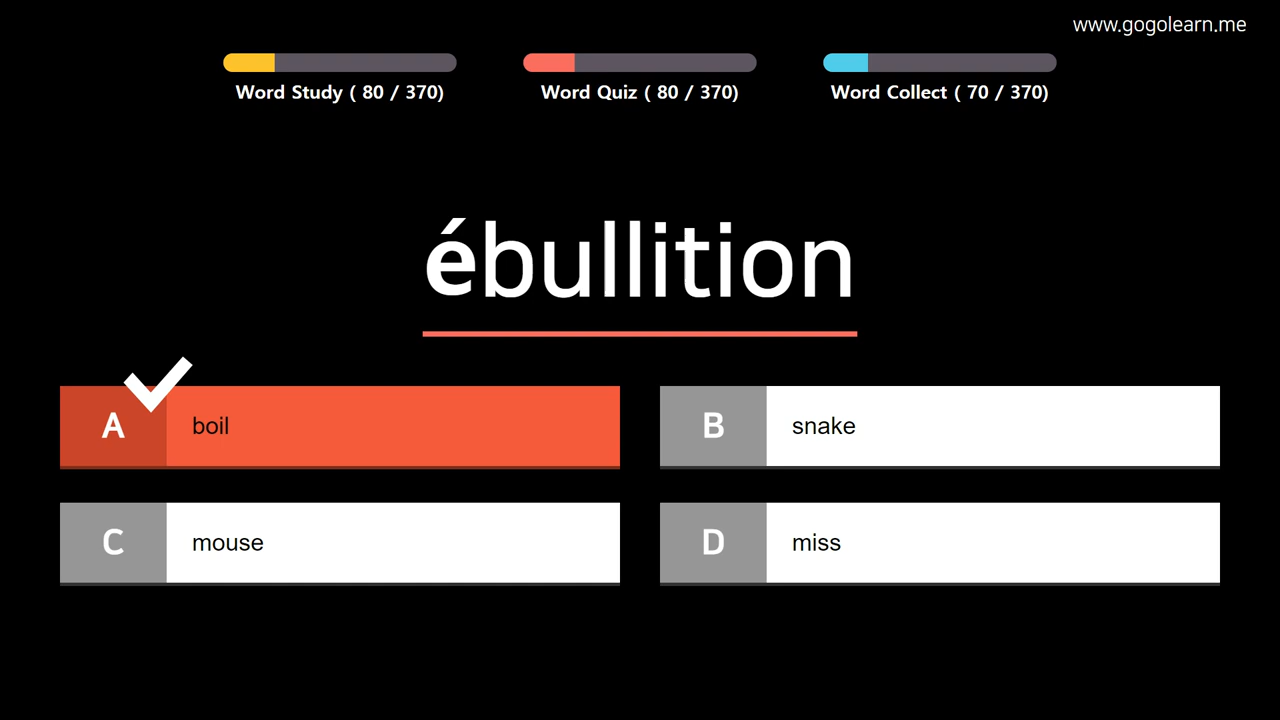 www.gogolearn.me
Word Study ( 80 / 370)
Word Quiz ( 80 / 370)
Word Collect ( 70 / 370)
ébullition
A boil
B snake
C mouse
D miss